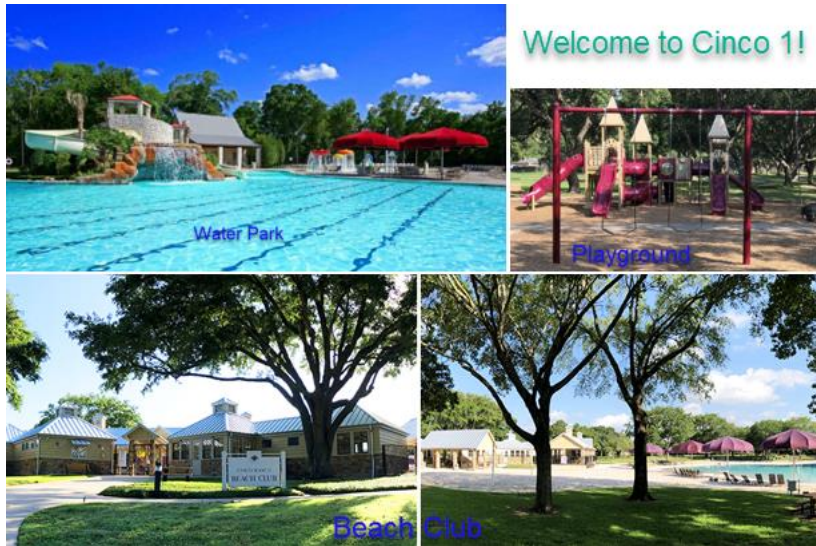 Welcome to Cinco 1!
Water Park
Playground
BEACH CLUB
Beach Club